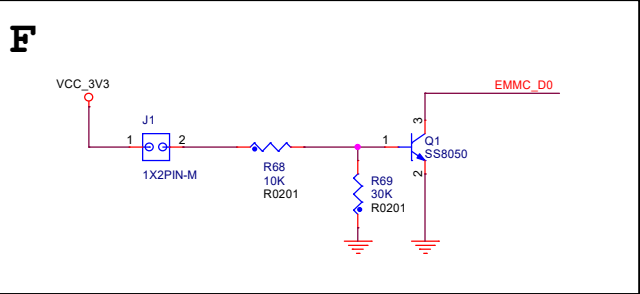 F
VCC_3V3
EMMC_D0
J1
1 2
1X2PIN-M
R68
10K
R0201
R69
30K
R0201
1
3
Q1
SS8050
2